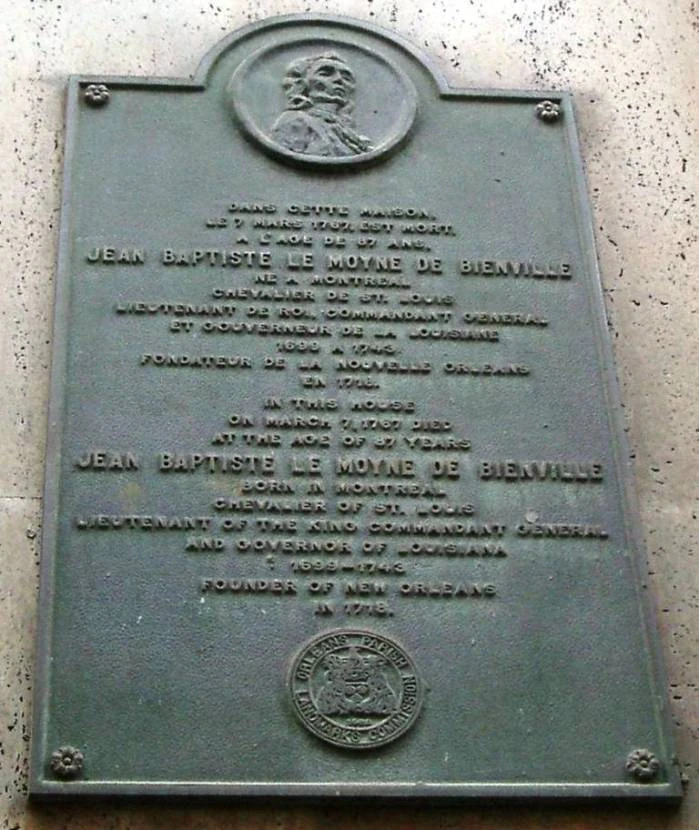 DANS CETTE MAISON,
LE 7 MARS 1767, EST MORT,
A L'AGE DE 87 ANS,
JEAN BAPTISTE LE MOYNE DE BIENVILLE
NE A MONTREAL
CHEVALIER DE ST. LOUIS
LIEUTENANT DE ROI, COMMANDANT GENERAL
ET GOUVERNEUR DE LA LOUISIANE
1699 A 1743.
FONDATEUR DE LA NOUVELLE ORLEANS
EN 1718.
IN THIS HOUSE
ON MARCH 7, 1767 DIED
AT THE AGE OF 87 YEARS
JEAN BAPTISTE LE MOYNE DE BIENVILLE
BORN IN MONTREAL
CHEVALIER OF ST. LOUIS
LIEUTENANT OF THE KING COMMANDANT GENERAL
AND GOVERNOR OF LOUISIANA
1699-1743
FOUNDER OF NEW ORLEANS
IN 1718.
ORLEANS PARISH
LANDMARKS COMMISSION